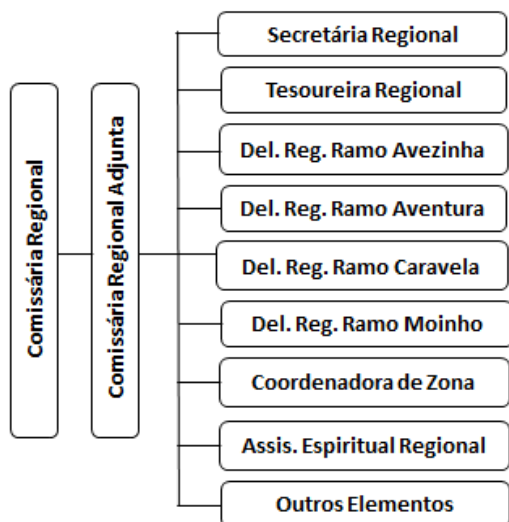 Comissária Regional
Comissária Regional Adjunta
Secretária Regional
Tesoureira Regional
Del. Reg. Ramo Avezinha
Del. Reg. Ramo Aventura
Del. Reg. Ramo Caravela
Del. Reg. Ramo Moinho
Coordenadora de Zona
Assis. Espiritual Regional
Outros Elementos